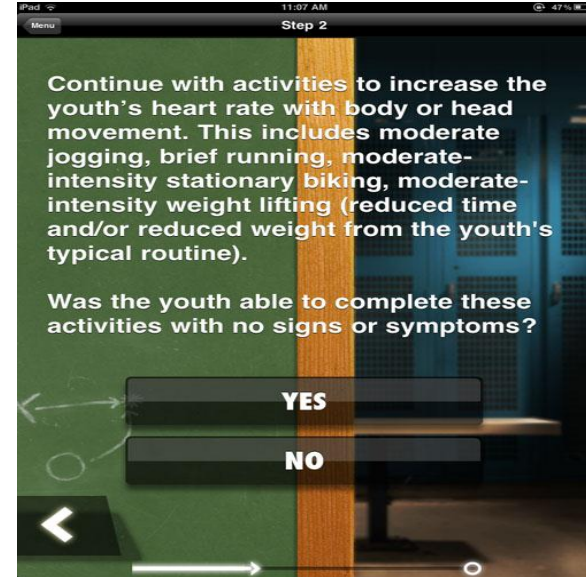 iPad 11:07 AM 47%
Menu Step 2
Continue with activities to increase the
youth's heart rate with body or head
movement. This includes moderate
jogging, brief running, moderate-
intensity stationary biking, moderate-
intensity weight lifting (reduced time
and/or reduced weight from the youth's
typical routine).
Was the youth able to complete these
activities with no signs or symptoms?
YES
NO